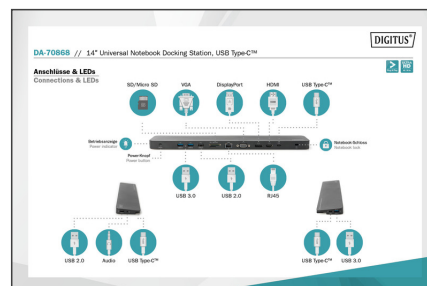 DIGITUS®
DA-70868 // 14" Universal Notebook Docking Station, USB Type-C™
Anschlüsse & LEDs
Connections & LEDs
SD/Micro SD
VGA
DisplayPort
HDMI
USB Type-C™
Betriebsanzeige
Power indicator
Notebook-Schloss
Notebook lock
Power-Knopf
Power button
USB 3.0
USB 2.0
RJ45
USB 2.0
Audio
USB Type-C™
USB Type-C™
USB 3.0